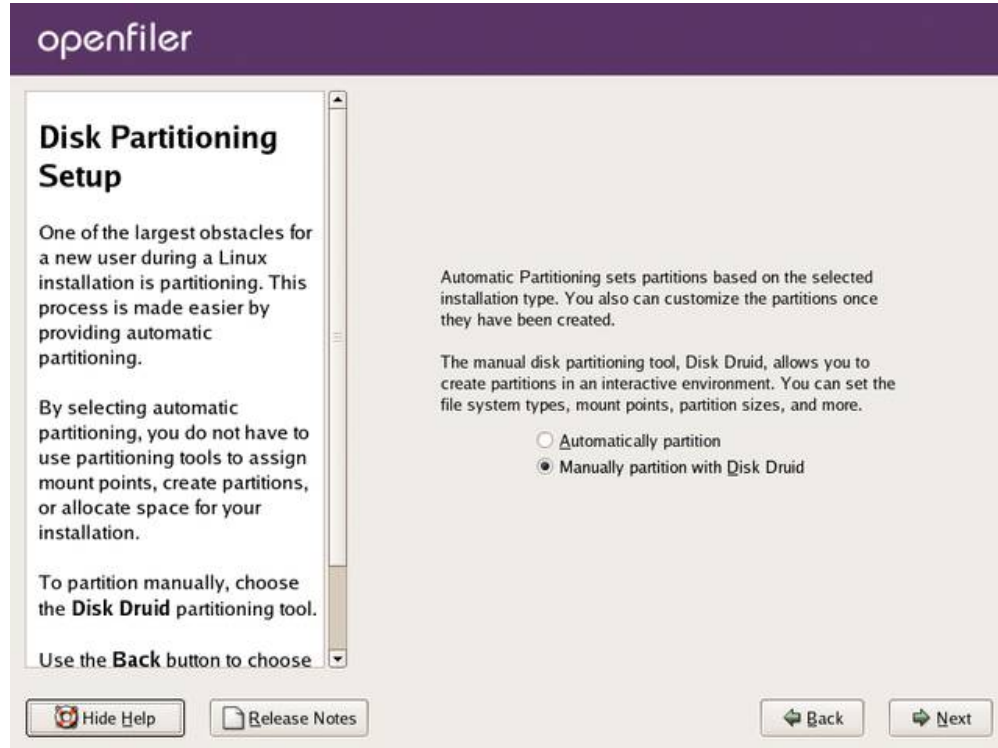 openfiler
Disk Partitioning
Setup
One of the largest obstacles for
a new user during a Linux
installation is partitioning. This
process is made easier by
providing automatic
partitioning.
By selecting automatic
partitioning, you do not have to
use partitioning tools to assign
mount points, create partitions,
or allocate space for your
installation.
To partition manually, choose
the Disk Druid partitioning tool.
Use the Back button to choose
Automatic Partitioning sets partitions based on the selected
installation type. You also can customize the partitions once
they have been created.
The manual disk partitioning tool, Disk Druid, allows you to
create partitions in an interactive environment. You can set the
file system types, mount points, partition sizes, and more.
Automatically partition
Manually partition with Disk Druid
Hide Help
Release Notes
Back
Next